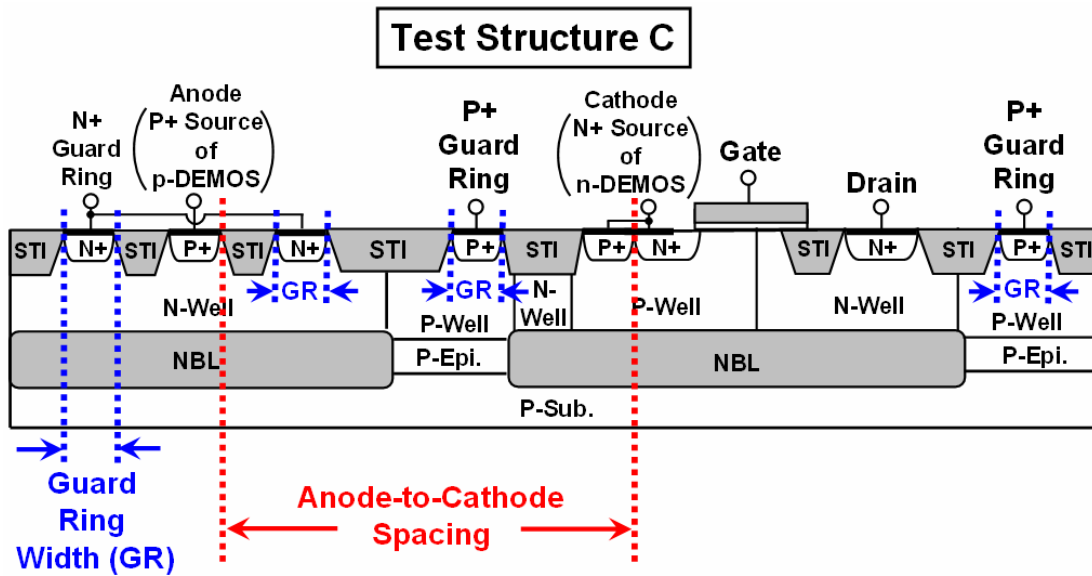 Test Structure C
N+
Guard
Ring
Anode
P+ Source
of
p-DEMOS
P+
Guard
Ring
Cathode
N+ Source
of
n-DEMOS
Gate
Drain
P+
Guard
Ring
STI
N+
STI
P+
STI
N+
STI
P+
STI
P+
N+
STI
N+
STI
P+
STI
GR
GR
GR
N-Well
P-Well
N-
Well
P-Well
N-Well
P-Well
NBL
P-Epi.
NBL
P-Epi.
P-Sub.
Guard
Ring
Width (GR)
Anode-to-Cathode
Spacing